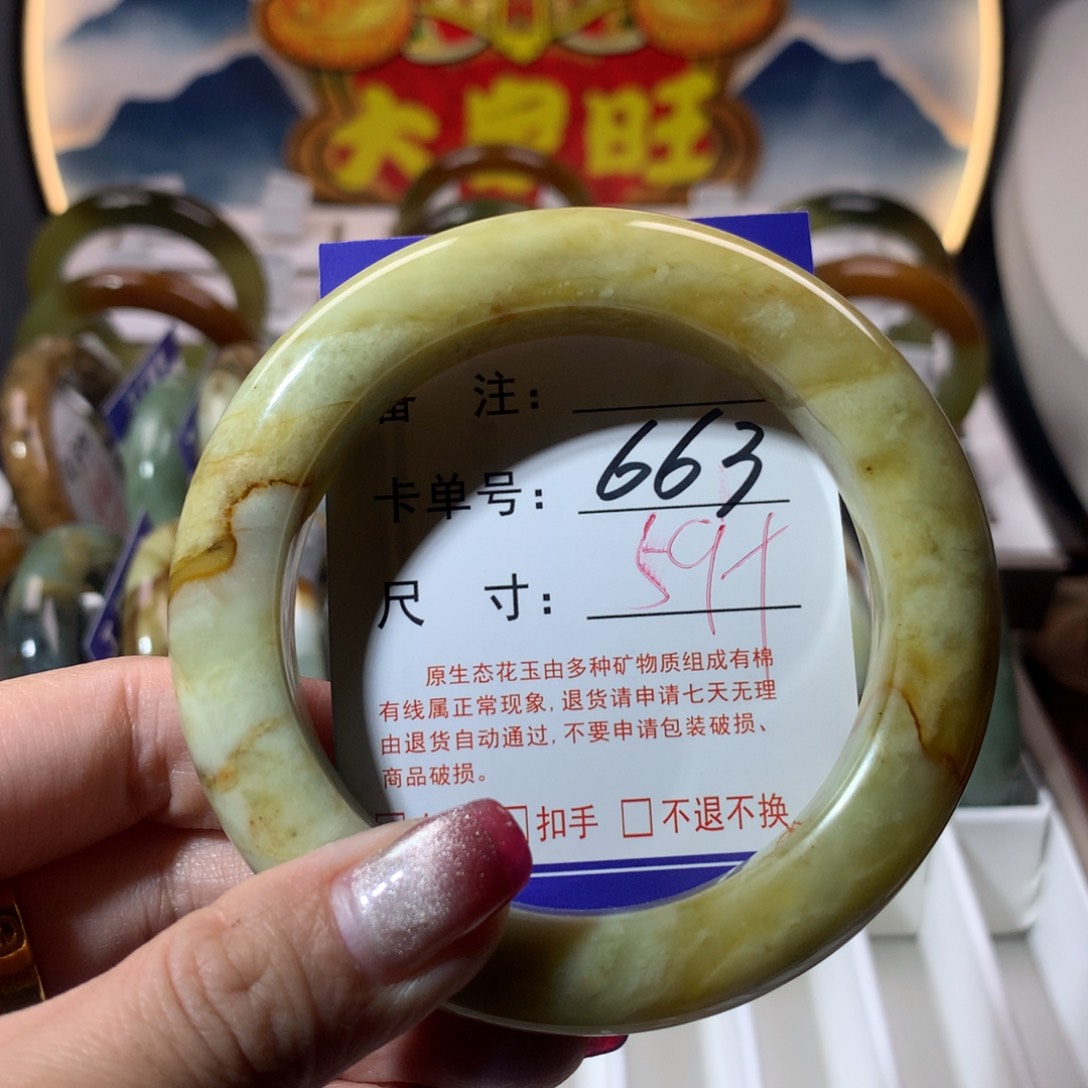 大皇旺
备 注：
卡单号： 663
尺 寸： 59+
原生态花玉由多种矿物质组成有棉
有线属正常现象，退货请申请七天无理
由退货自动通过，不要申请包装破损、
商品破损。
扣手 □不退不换